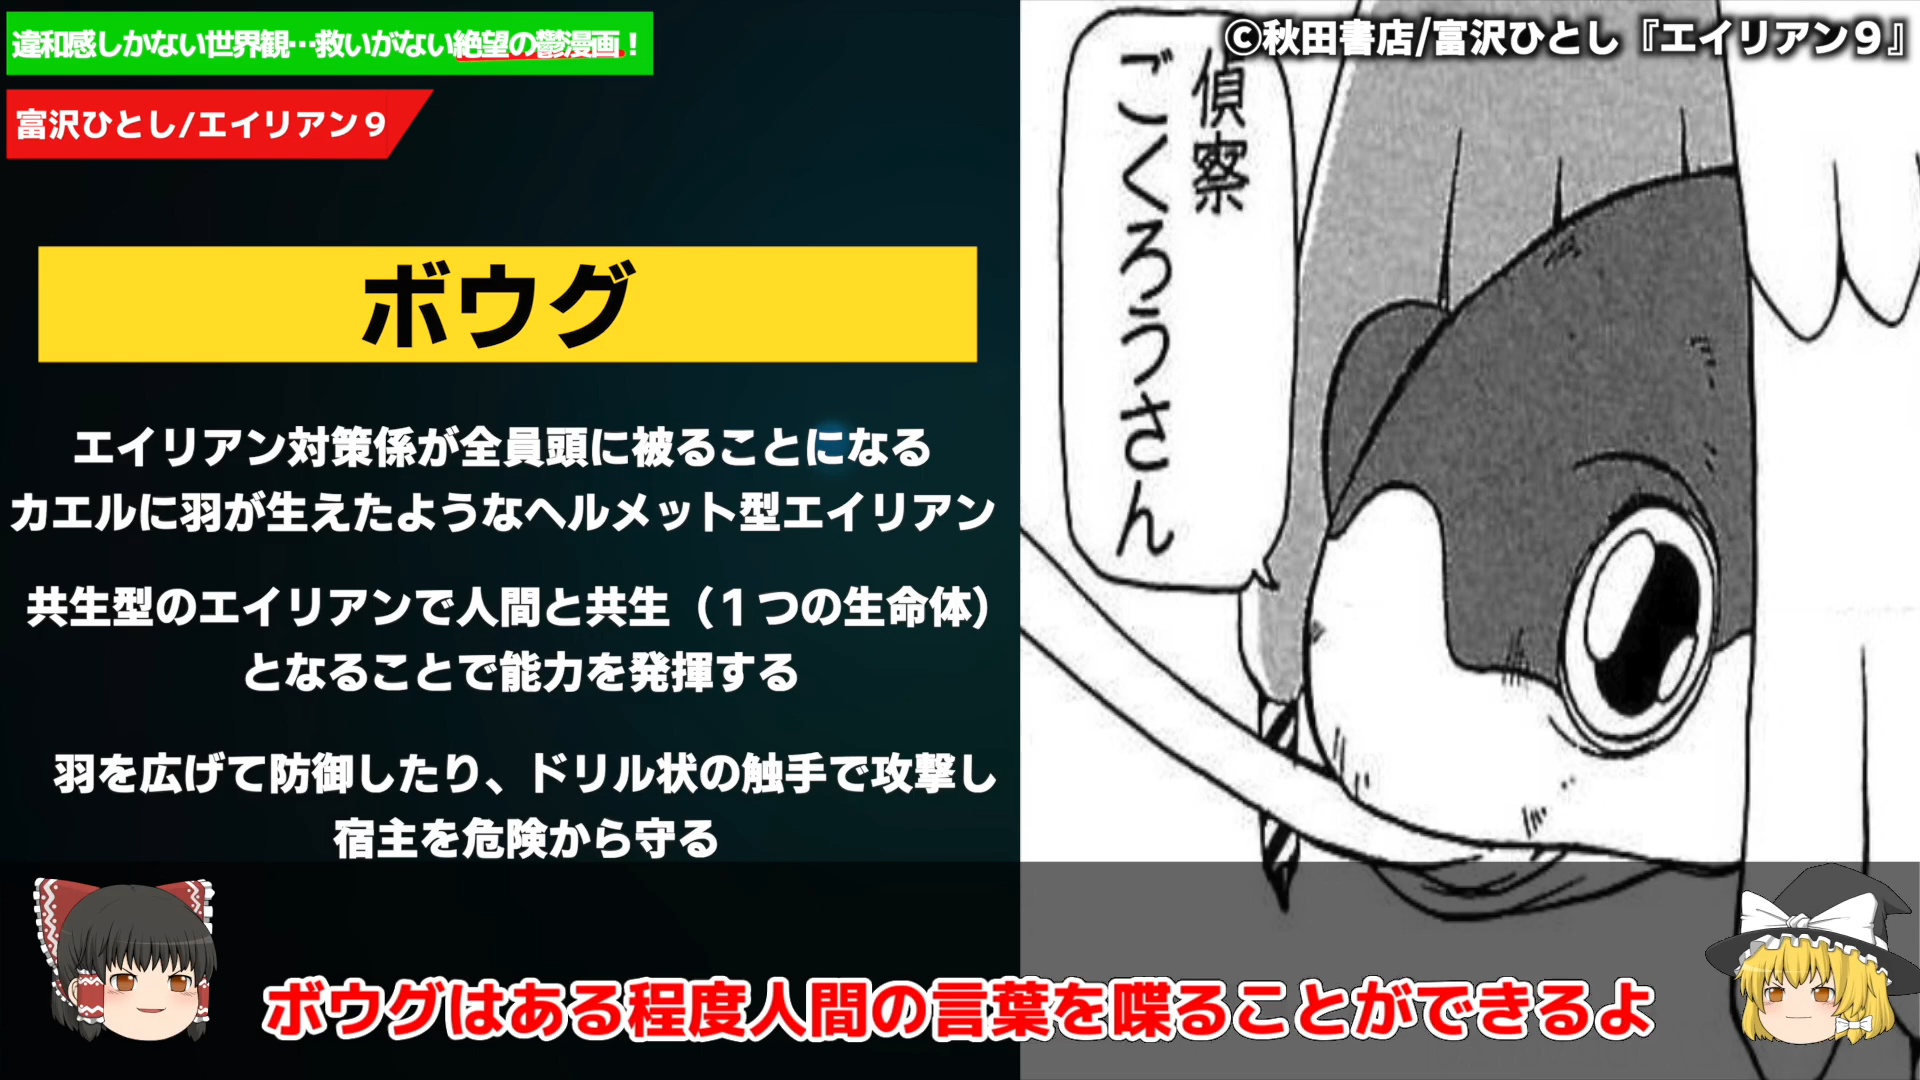 違和感しかない世界観…救いがない絶望の鬱漫画！
富沢ひとし/エイリアン９
©秋田書店/富沢ひとし『エイリアン９』
ボウグ
エイリアン対策係が全員頭に被ることになる
カエルに羽が生えたようなヘルメット型エイリアン
共生型のエイリアンで人間と共生（１つの生命体）
となることで能力を発揮する
羽を広げて防御したり、ドリル状の触手で攻撃し
宿主を危険から守る
偵察
ごくろうさん
ボウグはある程度人間の言葉を喋ることができるよ